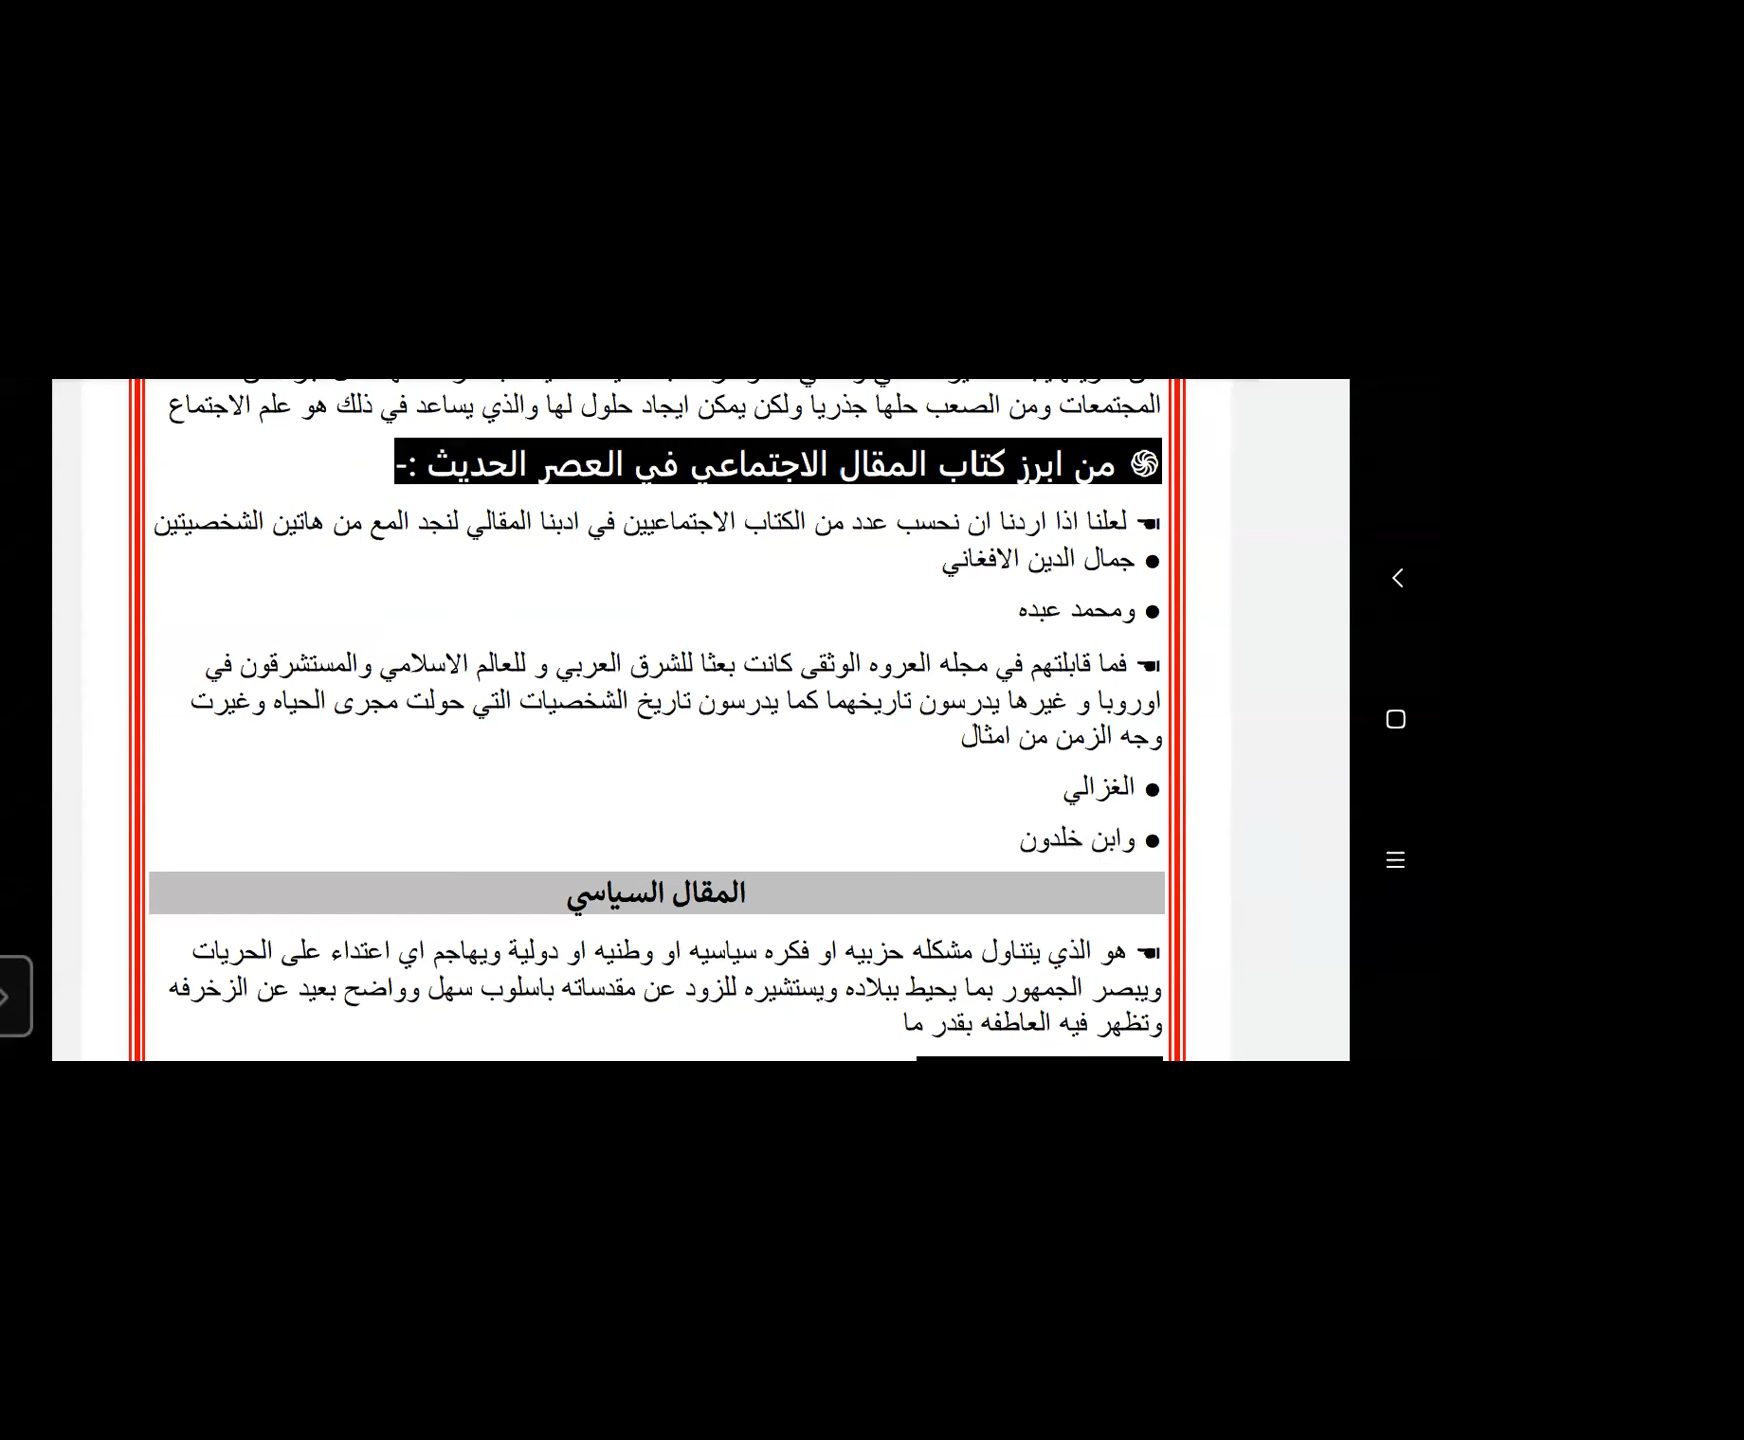 المجتمعات ومن الصعب حلها جذريا ولكن يمكن ايجاد حلول لها والذي يساعد في ذلك هو علم الاجتماع
من ابرز كتاب المقال الاجتماعي في العصر الحديث :-
لعلنا اذا اردنا ان نحسب عدد من الكتاب الاجتماعيين في ادبنا المقالي لنجد المع من هاتين الشخصيتين
● جمال الدين الافغاني
● ومحمد عبده
فما قابلتهم في مجله العروه الوثقى كانت بعثا للشرق العربي و للعالم الاسلامي والمستشرقون في
اوروبا و غيرها يدرسون تاريخهما كما يدرسون تاريخ الشخصيات التي حولت مجرى الحياه وغيرت
وجه الزمن من امثال
● الغزالي
● وابن خلدون
المقال السياسي
هو الذي يتناول مشكله حزبيه او فكره سياسيه او وطنيه او دولية ويهاجم اي اعتداء على الحريات
ويبصر الجمهور بما يحيط ببلاده ويستشيره للزود عن مقدساته باسلوب سهل وواضح بعيد عن الزخرفه
وتظهر فيه العاطفه بقدر ما